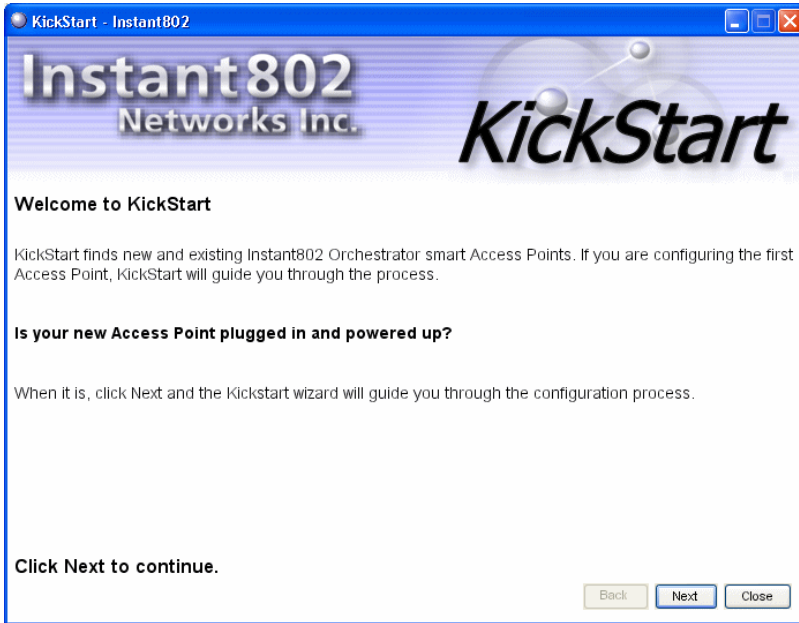 KickStart - Instant802
Instant802
Networks Inc.
KickStart
Welcome to KickStart
KickStart finds new and existing Instant802 Orchestrator smart Access Points. If you are configuring the first
Access Point, KickStart will guide you through the process.
Is your new Access Point plugged in and powered up?
When it is, click Next and the Kickstart wizard will guide you through the configuration process.
Click Next to continue.
Back Next Close